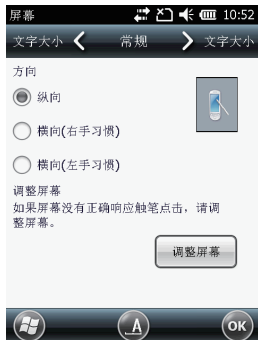 屏幕 10:52
文字大小 常规 文字大小
方向
纵向
横向(右手习惯)
横向(左手习惯)
调整屏幕
如果屏幕没有正确响应触笔点击，请调
整屏幕。
调整屏幕
A OK